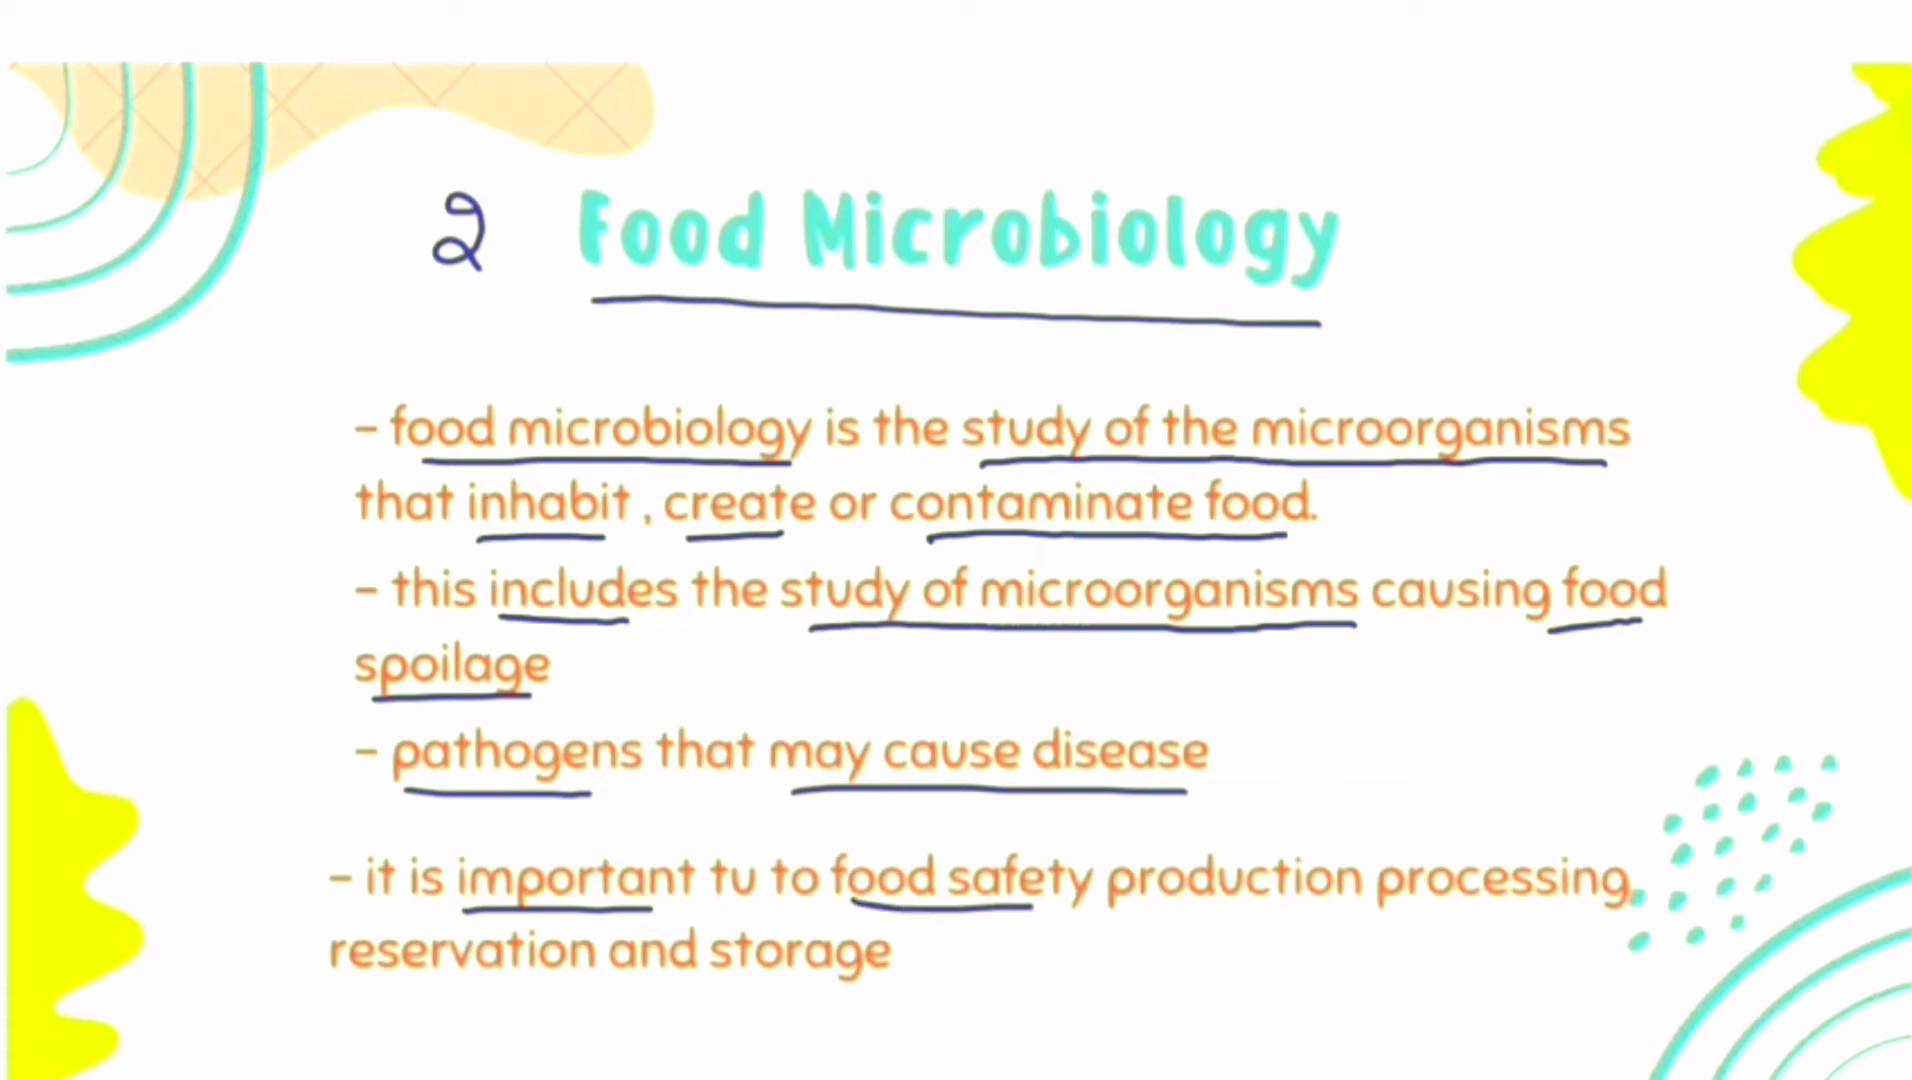 2 Food Microbiology
- food microbiology is the study of the microorganisms
that inhabit , create or contaminate food.
- this includes the study of microorganisms causing food
spoilage
- pathogens that may cause disease
- it is important tu to food safety production processing,
reservation and storage